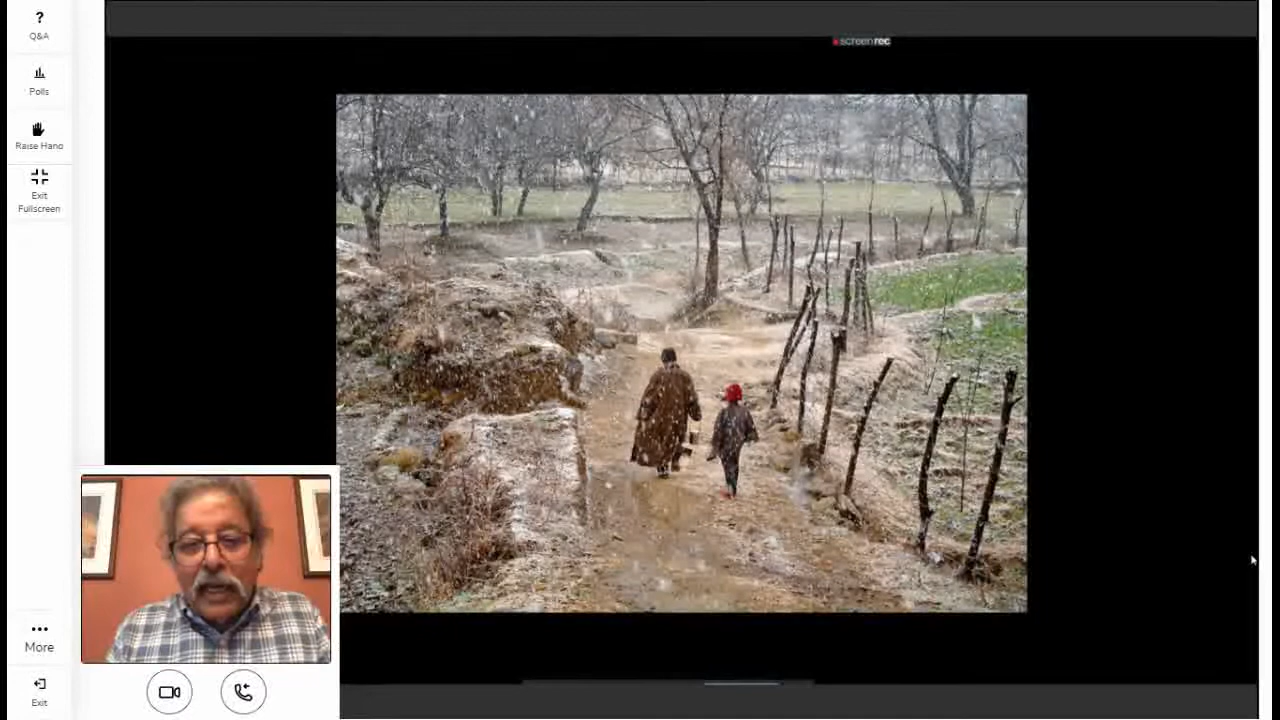 Q&A
Polls
Raise Hand
Exit
Fullscreen
More
Exit
screenrec